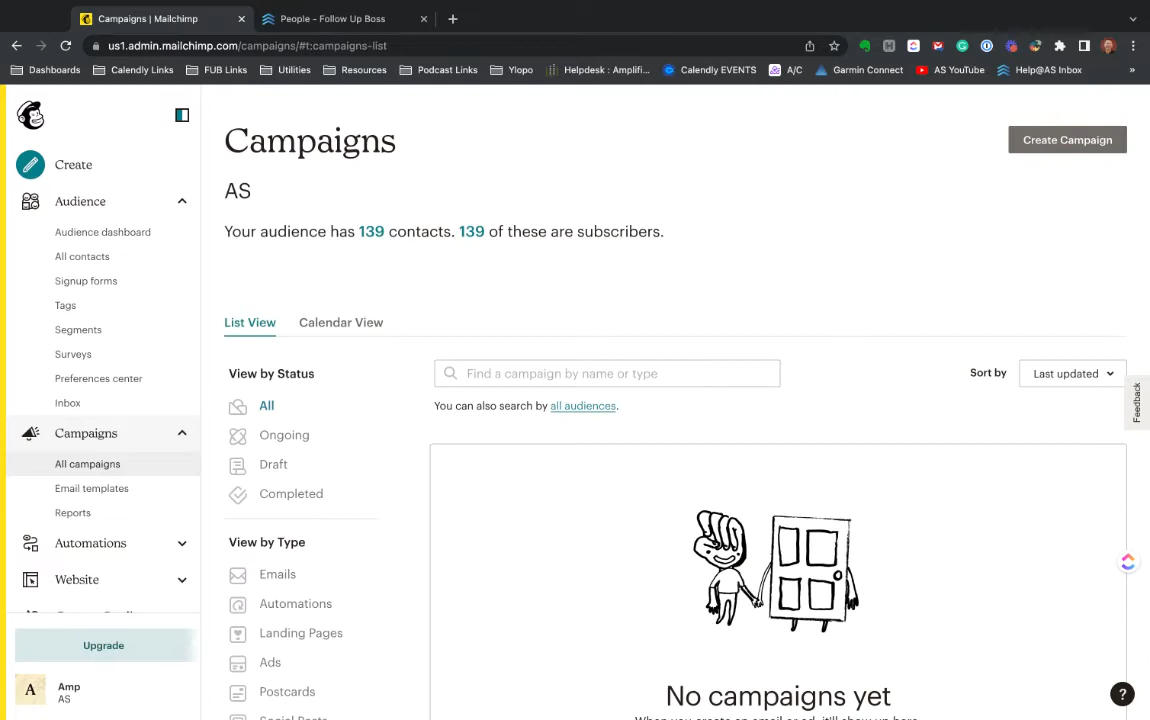 Campaigns | Mailchimp
People - Follow Up Boss
us1.admin.mailchimp.com/campaigns/#t:campaigns-list
Dashboards
Calendly Links
FUB Links
Utilities
Resources
Podcast Links
Ylopo
Helpdesk : Amplifi...
Calendly EVENTS
A/C
Garmin Connect
AS YouTube
Help@AS Inbox
»
Create
Audience
Audience dashboard
All contacts
Signup forms
Tags
Segments
Surveys
Preferences center
Inbox
Campaigns
All campaigns
Email templates
Reports
Automations
Website
Upgrade
A
Amp
AS
Campaigns
Create Campaign
AS
Your audience has 139 contacts. 139 of these are subscribers.
List View
Calendar View
View by Status
All
Ongoing
Draft
Completed
View by Type
Emails
Automations
Landing Pages
Ads
Postcards
Find a campaign by name or type
You can also search by all audiences.
Sort by
Last updated
Feedback
No campaigns yet
?